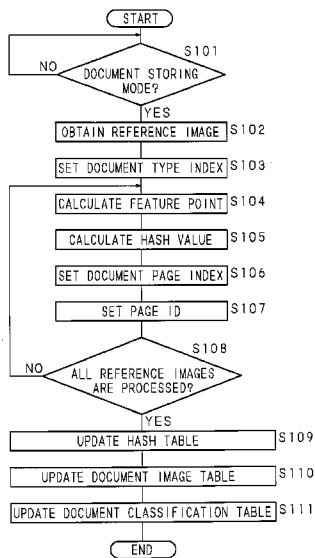 START
S101
NO
DOCUMENT STORING
MODE?
YES
OBTAIN REFERENCE IMAGE S102
SET DOCUMENT TYPE INDEX S103
CALCULATE FEATURE POINT S104
CALCULATE HASH VALUE S105
SET DOCUMENT PAGE INDEX S106
SET PAGE ID S107
S108
NO
ALL REFERENCE IMAGES
ARE PROCESSED?
YES
UPDATE HASH TABLE S109
UPDATE DOCUMENT IMAGE TABLE S110
UPDATE DOCUMENT CLASSIFICATION TABLE S111
END